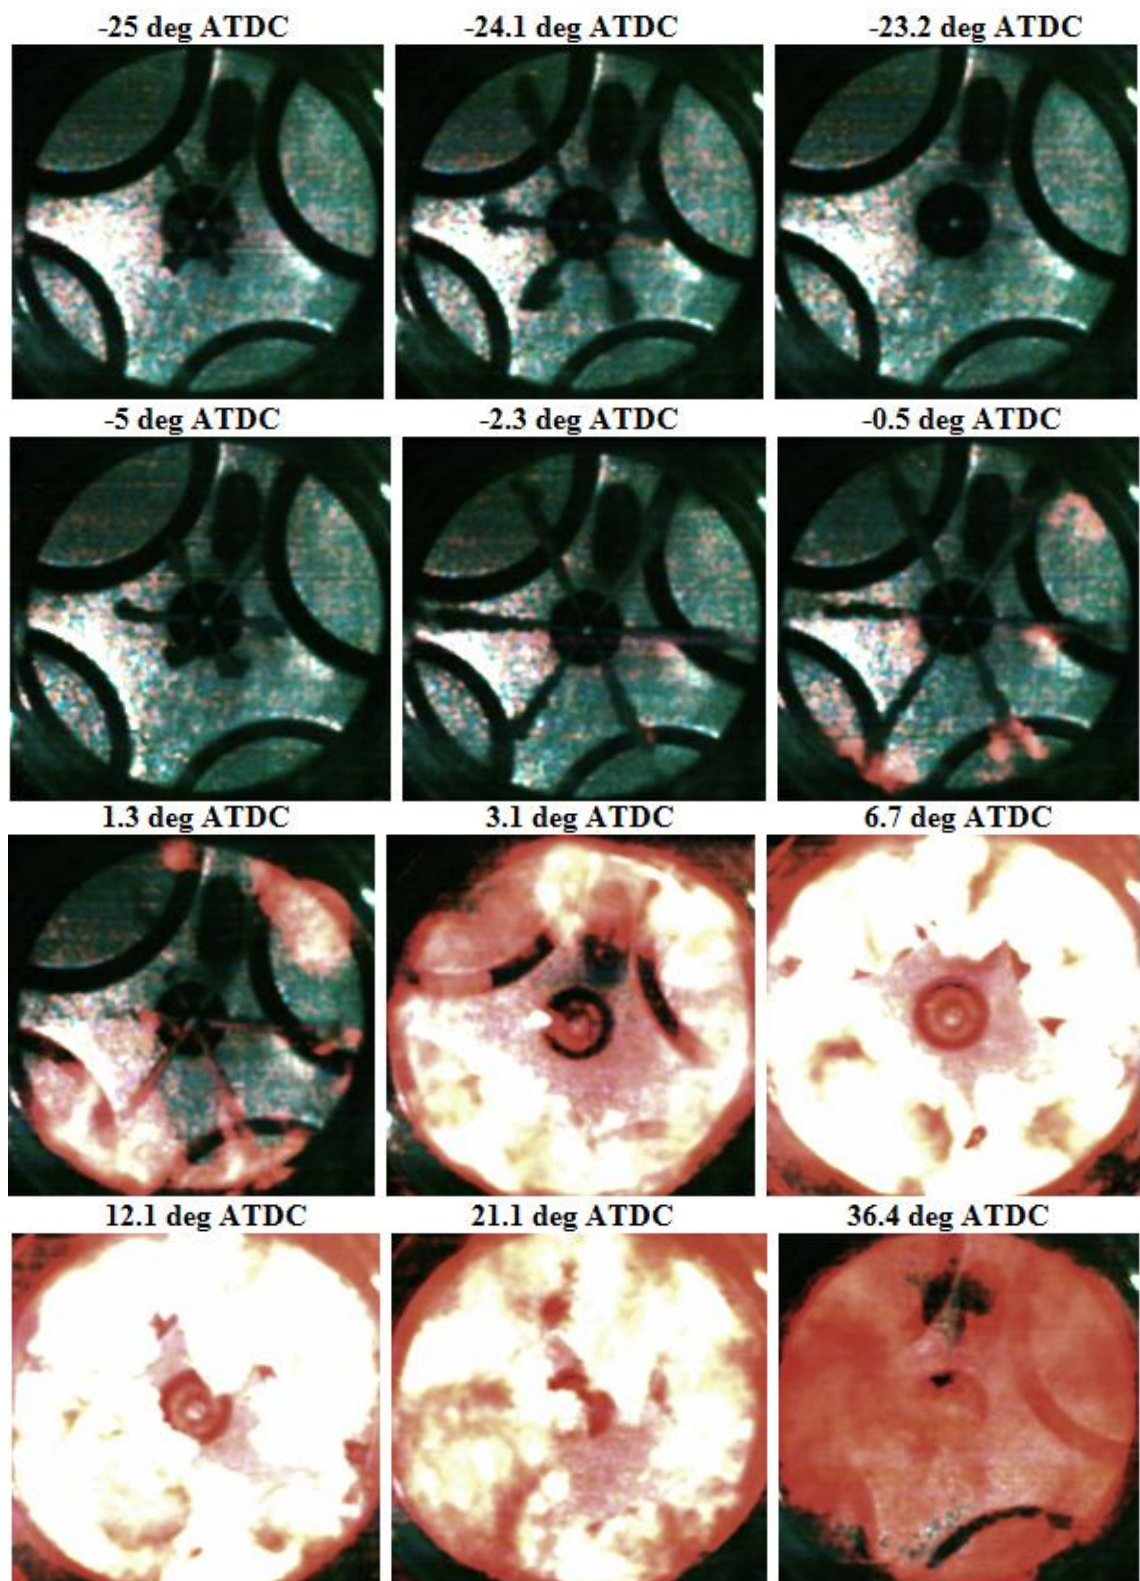 -25 deg ATDC
-24.1 deg ATDC
-23.2 deg ATDC
-5 deg ATDC
-2.3 deg ATDC
-0.5 deg ATDC
1.3 deg ATDC
3.1 deg ATDC
6.7 deg ATDC
12.1 deg ATDC
21.1 deg ATDC
36.4 deg ATDC